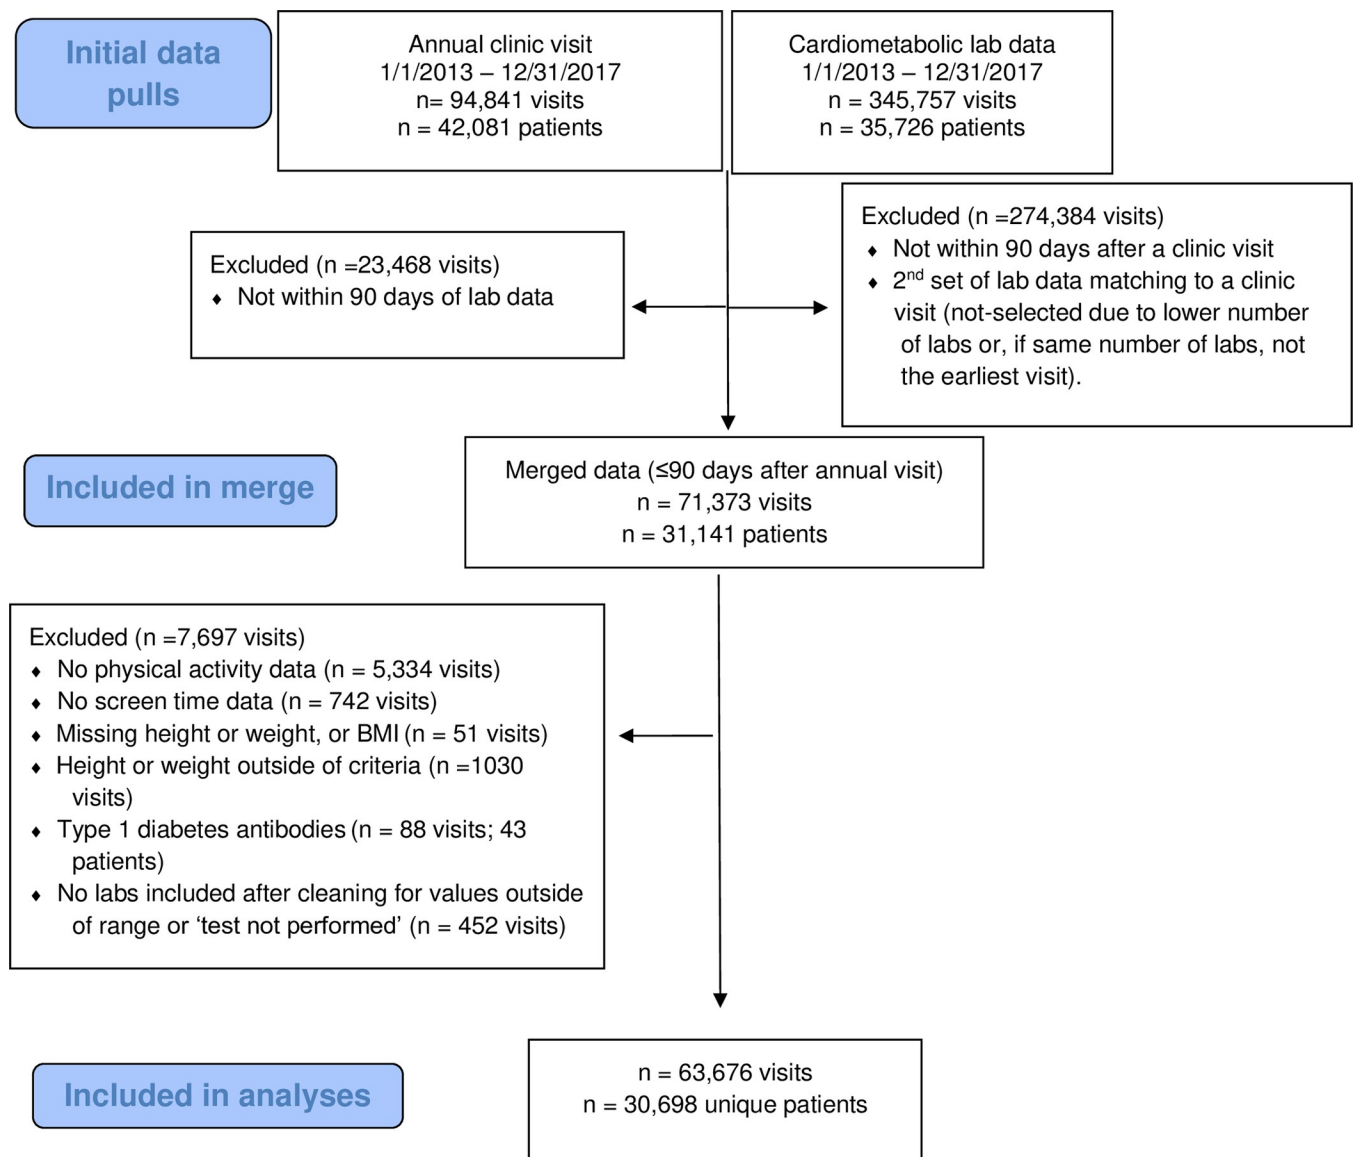 Initial data
pulls
Annual clinic visit
1/1/2013 – 12/31/2017
n= 94,841 visits
n = 42,081 patients
Cardiometabolic lab data
1/1/2013 – 12/31/2017
n = 345,757 visits
n = 35,726 patients
Excluded (n =23,468 visits)
♦ Not within 90 days of lab data
Excluded (n =274,384 visits)
♦ Not within 90 days after a clinic visit
♦ 2nd set of lab data matching to a clinic
visit (not-selected due to lower number
of labs or, if same number of labs, not
the earliest visit).
Included in merge
Merged data (≤90 days after annual visit)
n = 71,373 visits
n = 31,141 patients
Excluded (n =7,697 visits)
♦ No physical activity data (n = 5,334 visits)
♦ No screen time data (n = 742 visits)
♦ Missing height or weight, or BMI (n = 51 visits)
♦ Height or weight outside of criteria (n =1030
visits)
♦ Type 1 diabetes antibodies (n = 88 visits; 43
patients)
♦ No labs included after cleaning for values outside
of range or ‘test not performed’ (n = 452 visits)
Included in analyses
n = 63,676 visits
n = 30,698 unique patients